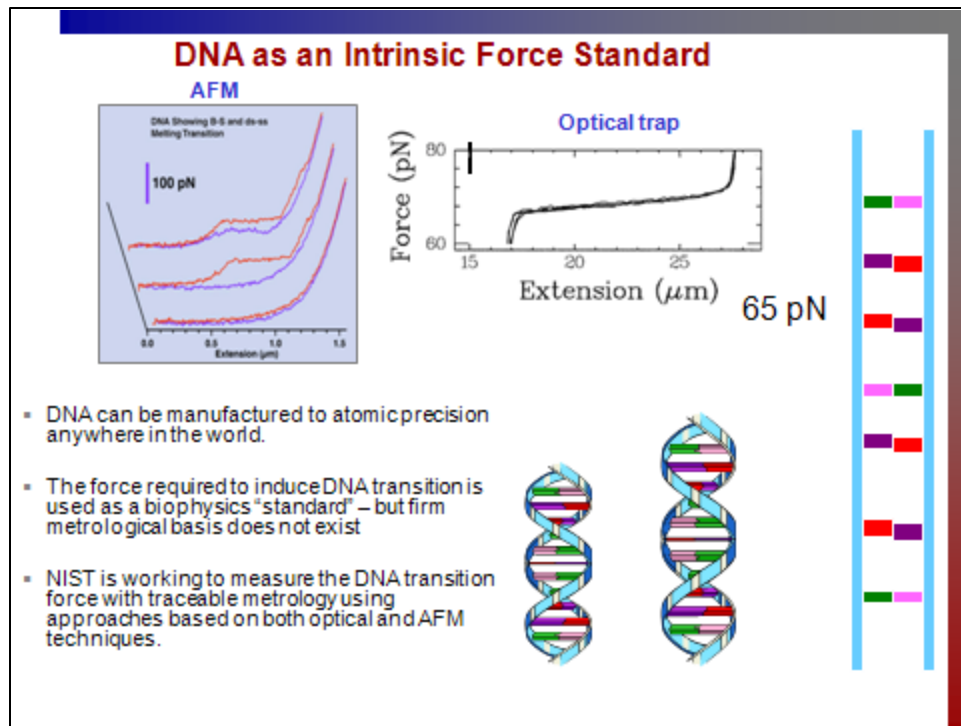 DNA as an Intrinsic Force Standard
AFM
DNA Showing B-S and ds-ss
Melting Transition
100 pN
0.0 0.5 1.0 1.5
Extension (µm)
Optical trap
Force (pN)
80
60
15 20 25
Extension (µm)
65 pN
▪ DNA can be manufactured to atomic precision
anywhere in the world.
▪ The force required to induce DNA transition is
used as a biophysics “standard” – but firm
metrological basis does not exist
▪ NIST is working to measure the DNA transition
force with traceable metrology using
approaches based on both optical and AFM
techniques.